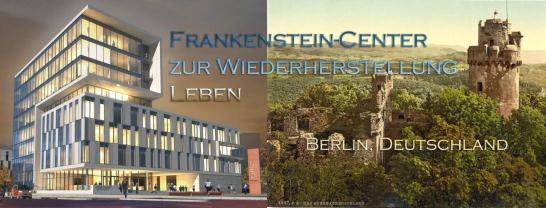 Frankenstein-Center
zur Wiederherstellung
Leben
Berlin, Deutschland